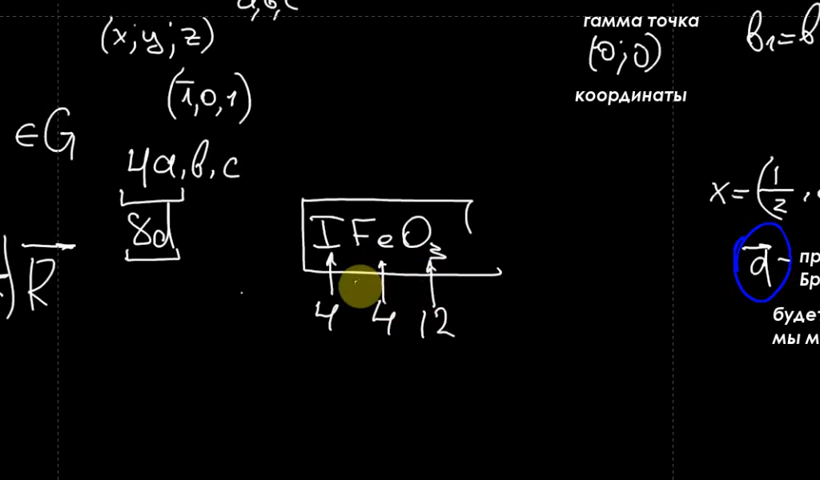 (x;y;z)
(1̅,0,1)
∈G
4a,b,c
8d
R
IFeO₃
4 4 12
гамма точка
(0;0)
координаты
b₁=b
x=(1/2,
a⃗ - пр
Бр
будет
мы м